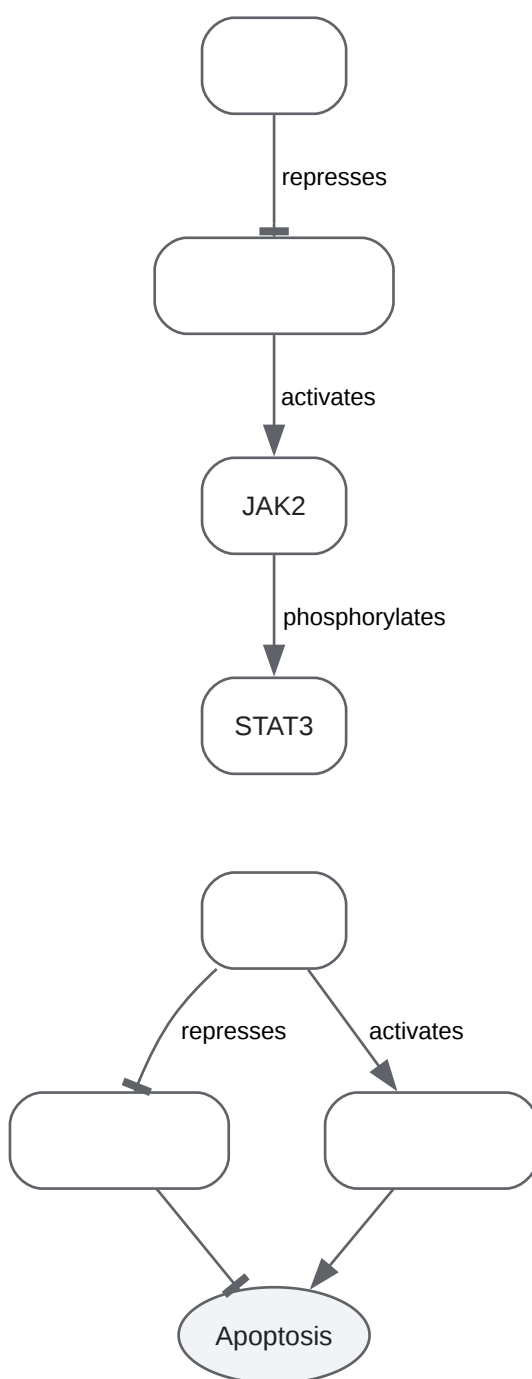 represses
activates
JAK2
phosphorylates
STAT3
represses
activates
Apoptosis